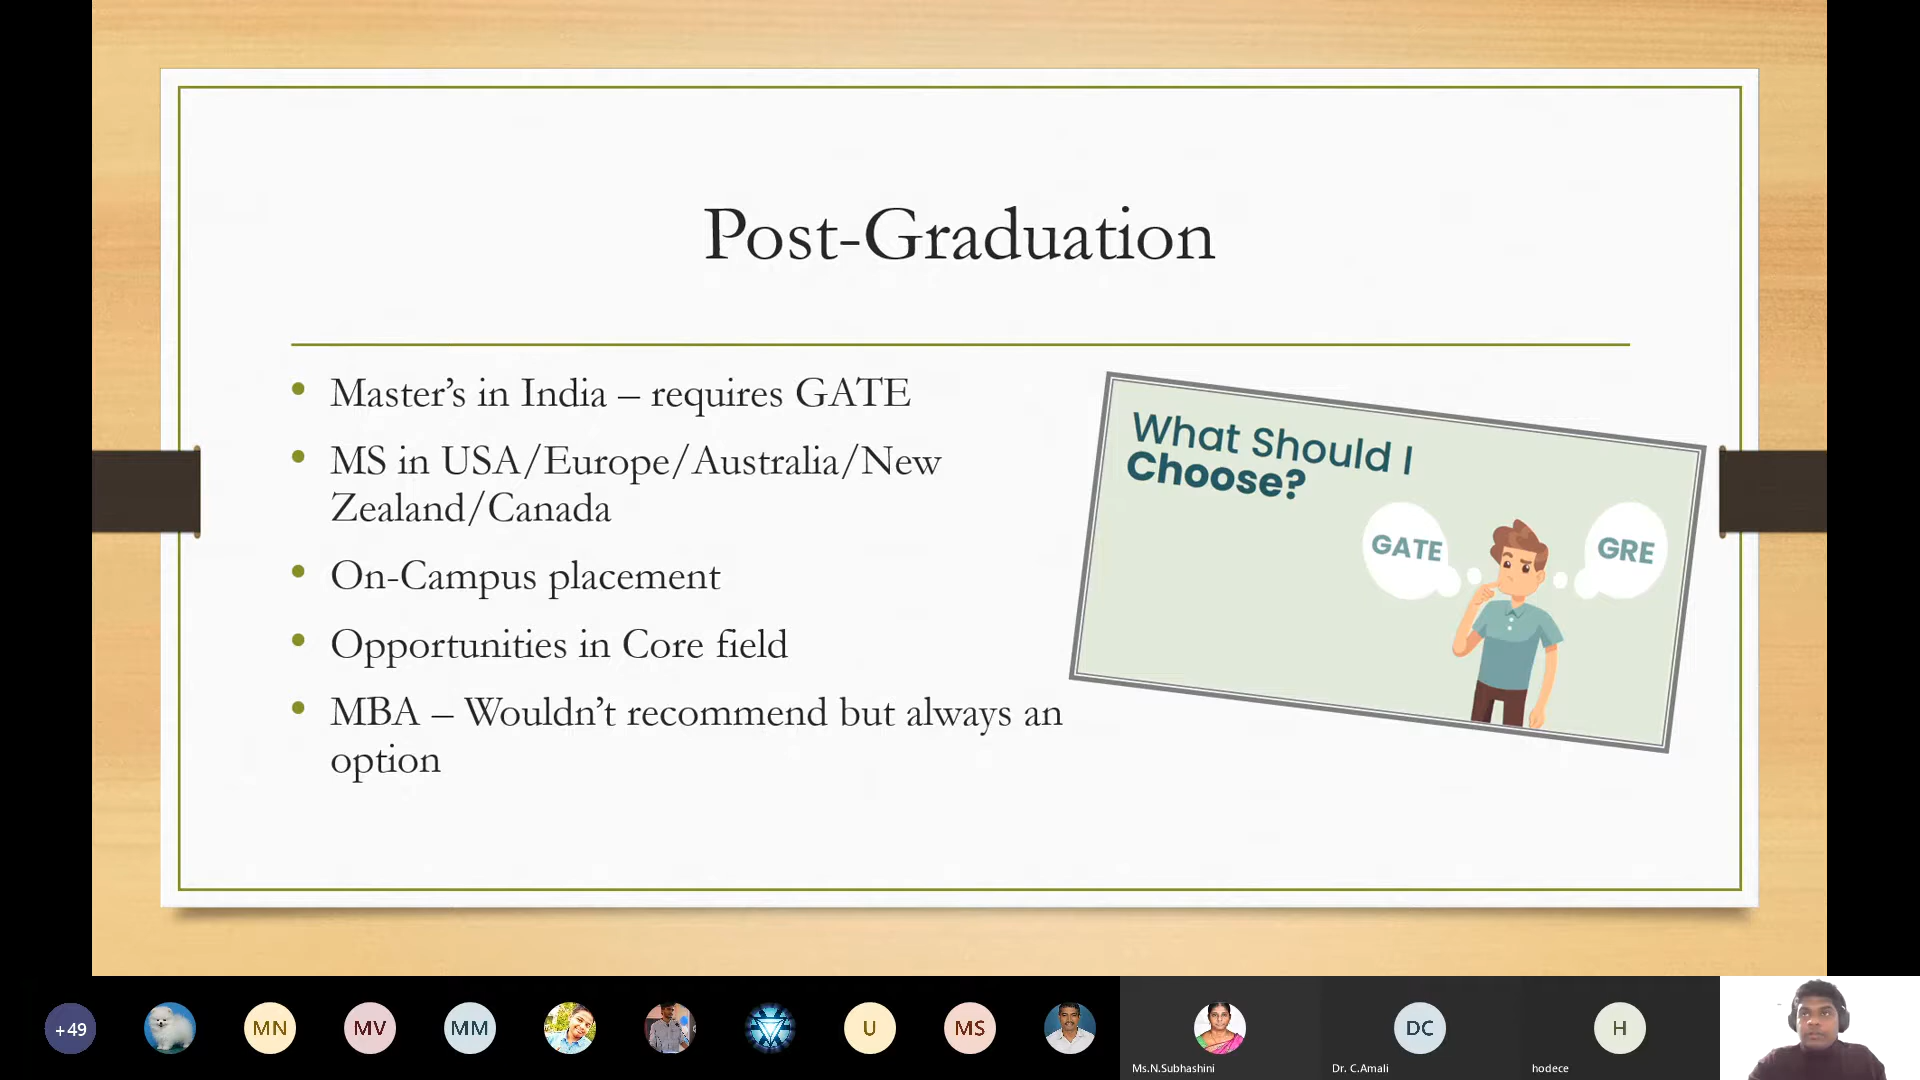 Post-Graduation
• Master’s in India – requires GATE
• MS in USA/Europe/Australia/New
Zealand/Canada
• On-Campus placement
• Opportunities in Core field
• MBA – Wouldn’t recommend but always an
option
What Should I
Choose?
GATE
GRE
+49
MN
MV
MM
U
MS
DC
H
Ms.N.Subhashini
Dr. C.Amali
hodece